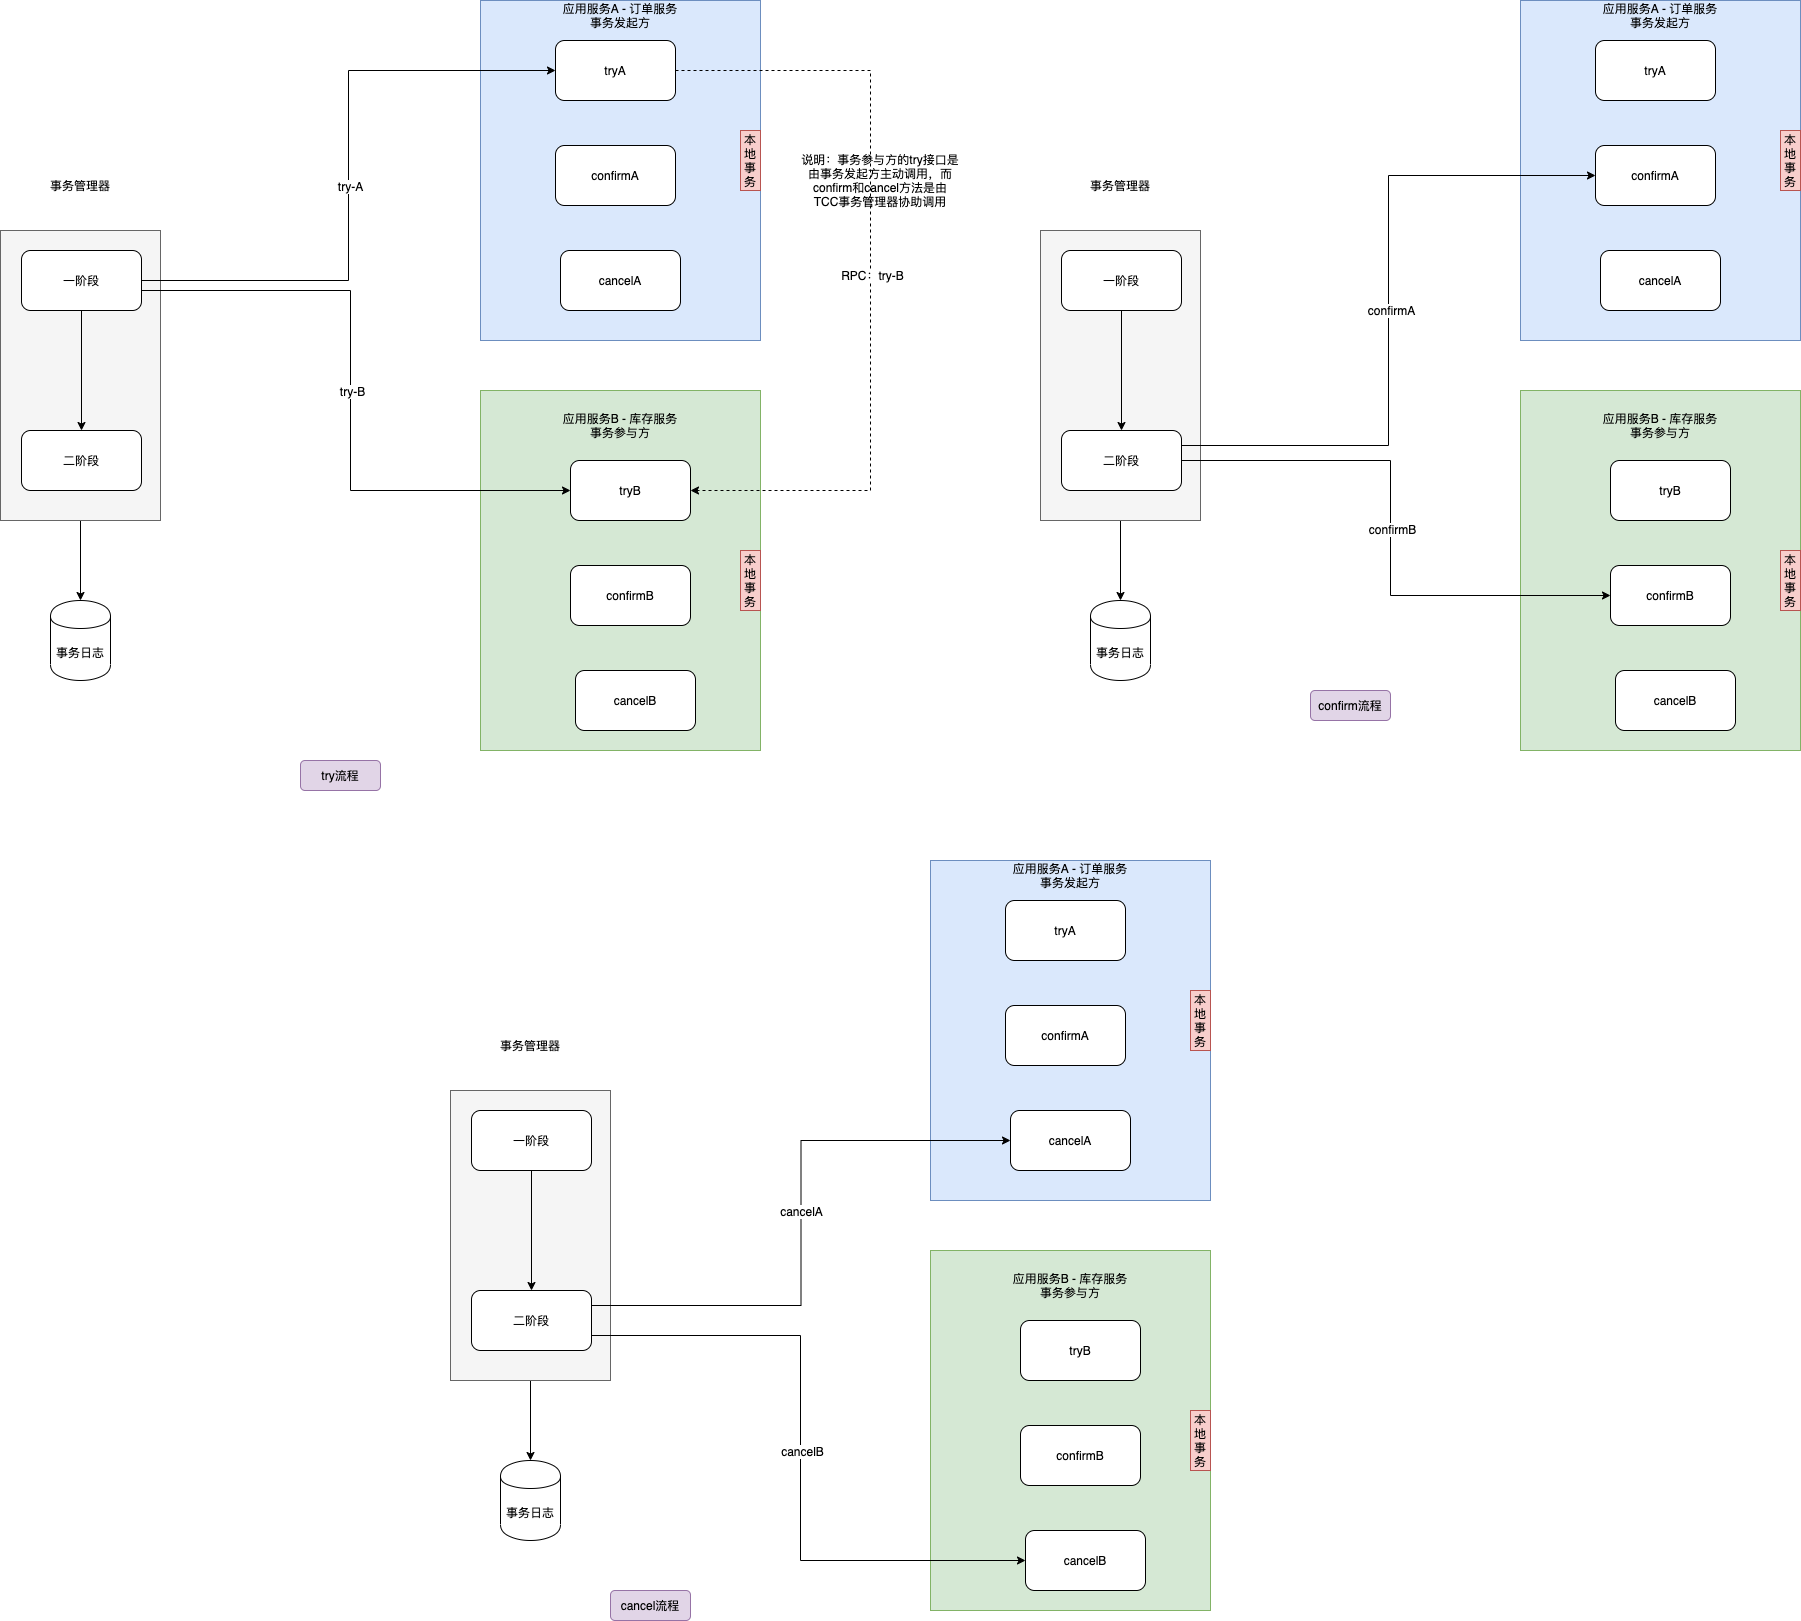 应用服务A - 订单服务
事务发起方
tryA
confirmA
cancelA
本
地
事
务
事务管理器
一阶段
二阶段
事务日志
try-A
try-B
说明：事务参与方的try接口是
由事务发起方主动调用，而
confirm和cancel方法是由
TCC事务管理器协助调用
RPC：try-B
应用服务B - 库存服务
事务参与方
tryB
confirmB
cancelB
本
地
事
务
try流程
应用服务A - 订单服务
事务发起方
tryA
confirmA
cancelA
本
地
事
务
事务管理器
一阶段
二阶段
事务日志
confirmA
confirmB
应用服务B - 库存服务
事务参与方
tryB
confirmB
cancelB
本
地
事
务
confirm流程
应用服务A - 订单服务
事务发起方
tryA
confirmA
cancelA
本
地
事
务
事务管理器
一阶段
二阶段
事务日志
cancelA
cancelB
应用服务B - 库存服务
事务参与方
tryB
confirmB
cancelB
本
地
事
务
cancel流程